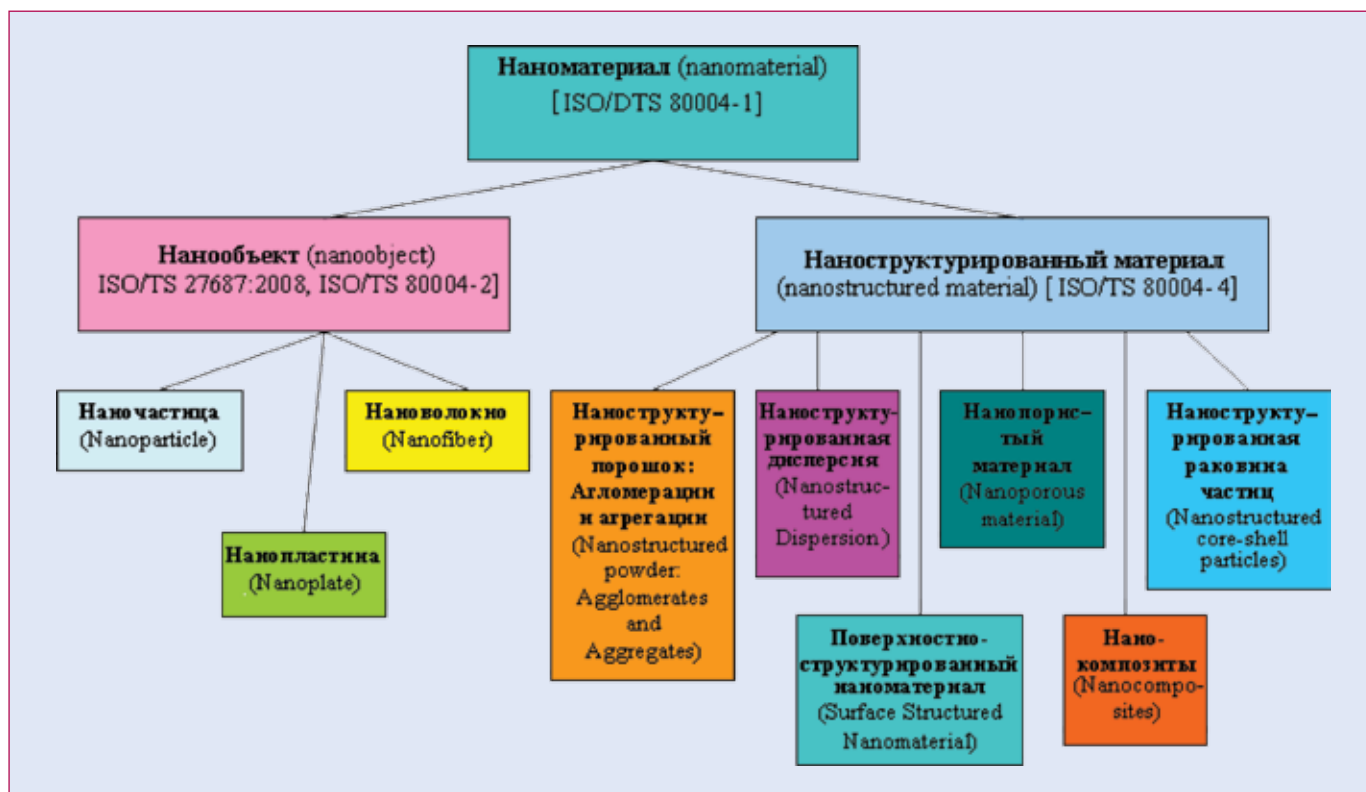 Наноматериал (nanomaterial)
[ISO/DTS 80004-1]
Нанообъект (nanoobject)
ISO/TS 27687:2008, ISO/TS 80004-2]
Наноструктурированный материал
(nanostructured material) [ISO/TS 80004-4]
Наночастица
(Nanoparticle)
Нановолокно
(Nanofiber)
Нанопластина
(Nanoplate)
Нанострукту-
рированный
порошок:
Агломерации
и агрегации
(Nanostructured
powder:
Agglomerates
and
Aggregates)
Нанострукту-
рированная
дисперсия
(Nanostruc-
tured
Dispersion)
Поверхностно-
структурированный
наноматериал
(Surface Structured
Nanomaterial)
Нанопорис-
тый
материал
(Nanoporous
material)
Нано-
композиты
(Nanocompo-
sites)
Нанострукту-
рированная
раковина
частиц
(Nanostructured
core-shell
particles)